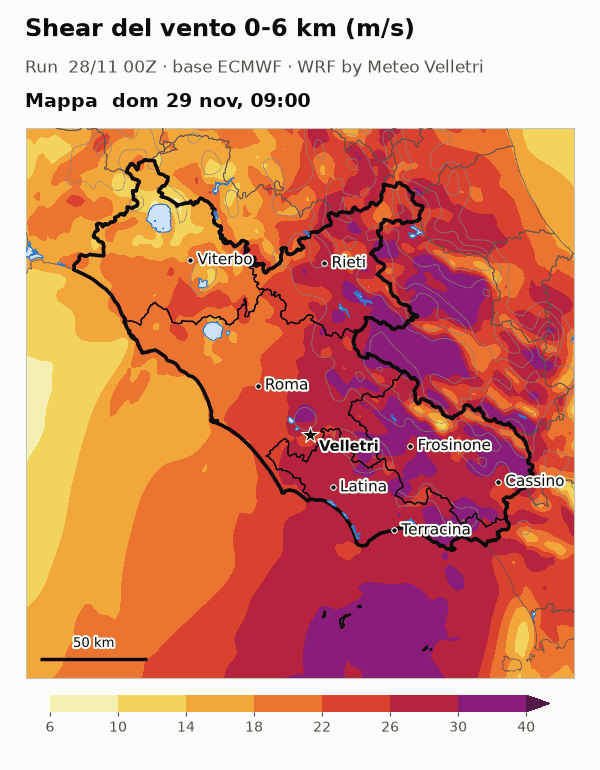 Shear del vento 0-6 km (m/s)
Run  28/11 00Z · base ECMWF · WRF by Meteo Velletri
Mappa  dom 29 nov, 09:00
Viterbo
Rieti
Roma
Velletri
Frosinone
Cassino
Latina
Terracina
50 km
6 10 14 18 22 26 30 40